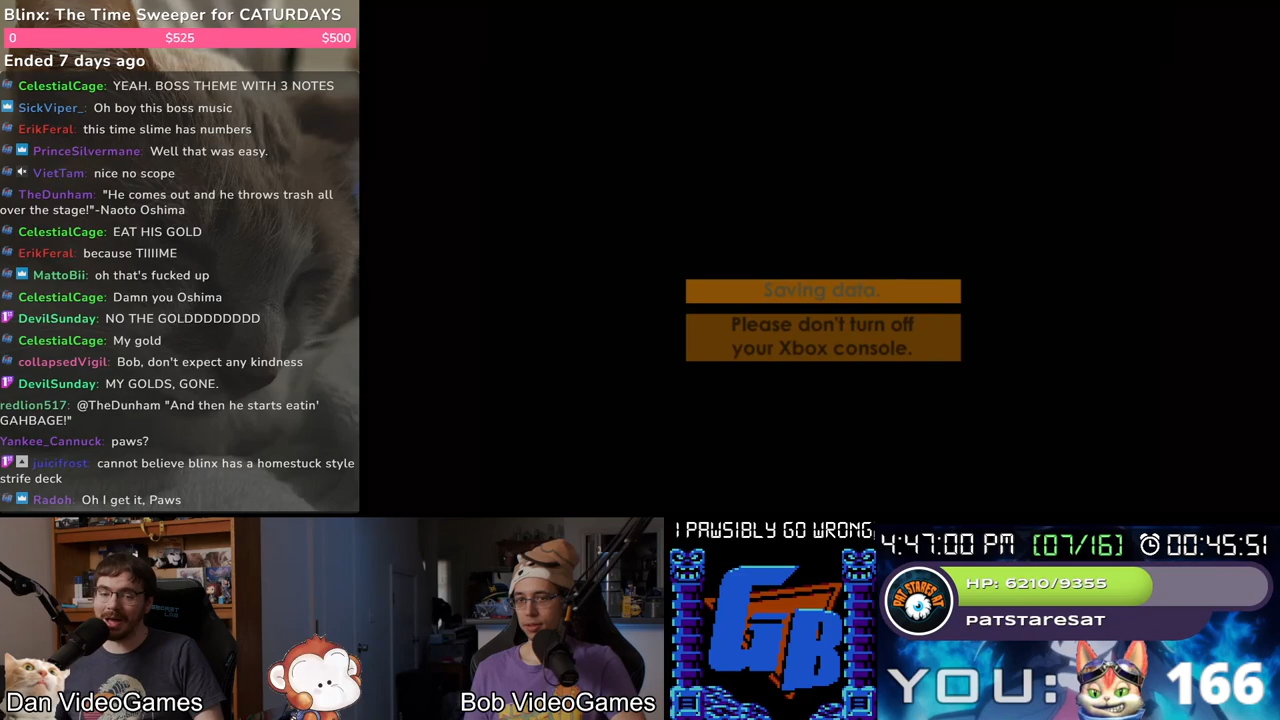 Blinx: The Time Sweeper for CATURDAYS
0 $525 $500
Ended 7 days ago
CelestialCage: YEAH. BOSS THEME WITH 3 NOTES
SickViper_: Oh boy this boss music
ErikFeral: this time slime has numbers
PrinceSilvermane: Well that was easy.
VietTam: nice no scope
TheDunham: "He comes out and he throws trash all
over the stage!"-Naoto Oshima
CelestialCage: EAT HIS GOLD
ErikFeral: because TIIIIME
MattoBii: oh that's fucked up
CelestialCage: Damn you Oshima
DevilSunday: NO THE GOLDDDDDDDD
CelestialCage: My gold
collapsedVigil: Bob, don't expect any kindness
DevilSunday: MY GOLDS, GONE.
redlion517: @TheDunham "And then he starts eatin'
GAHBAGE!"
Yankee_Cannuck: paws?
juicifrost: cannot believe blinx has a homestuck style
strife deck
Radoh: Oh I get it, Paws
Saving data.
Please don't turn off
your Xbox console.
Dan VideoGames
Bob VideoGames
I PAWSIBLY GO WRONG
GB
4:47:00 PM [07/16] 00:45:51
HP: 6210/9355
PAT STARES AT
PatStaresAt
YOU: 166